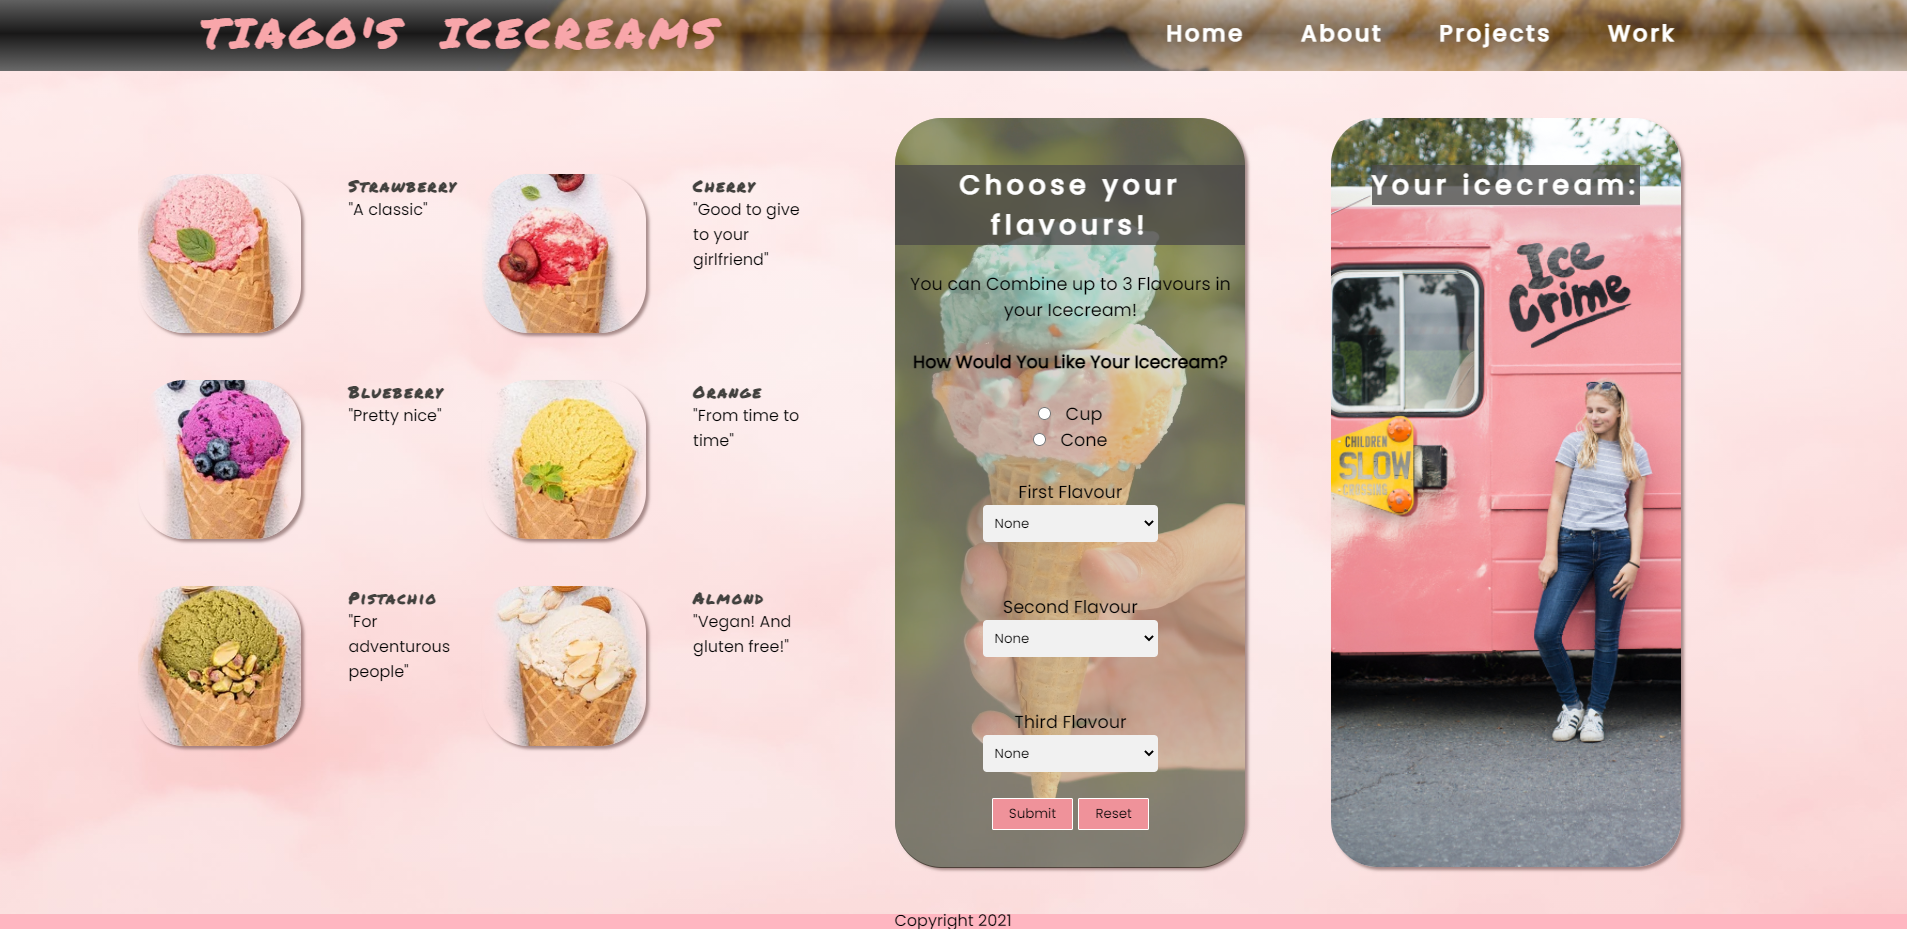 TIAGO'S ICECREAMS
Home About Projects Work
Strawberry
"A classic"
Cherry
"Good to give
to your
girlfriend"
Blueberry
"Pretty nice"
Orange
"From time to
time"
Pistachio
"For
adventurous
people"
Almond
"Vegan! And
gluten free!"
Choose your
flavours!
You can Combine up to 3 Flavours in
your Icecream!
How Would You Like Your Icecream?
Cup
Cone
First Flavour
None
Second Flavour
None
Third Flavour
None
Submit Reset
Your icecream:
Ice
Crime
CHILDREN
SLOW
CROSSING
Copyright 2021